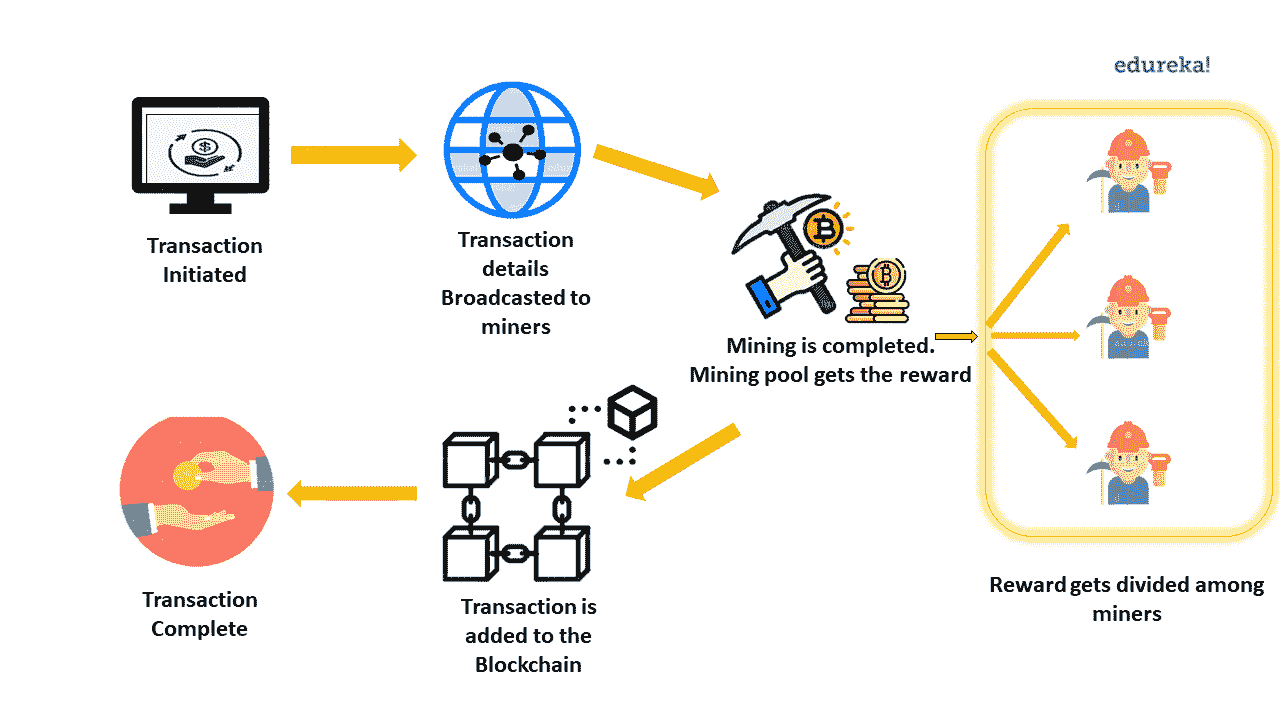 edureka!
Transaction
Initiated
Transaction
details
Broadcasted to
miners
Mining is completed.
Mining pool gets the reward
Reward gets divided among
miners
Transaction is
added to the
Blockchain
Transaction
Complete